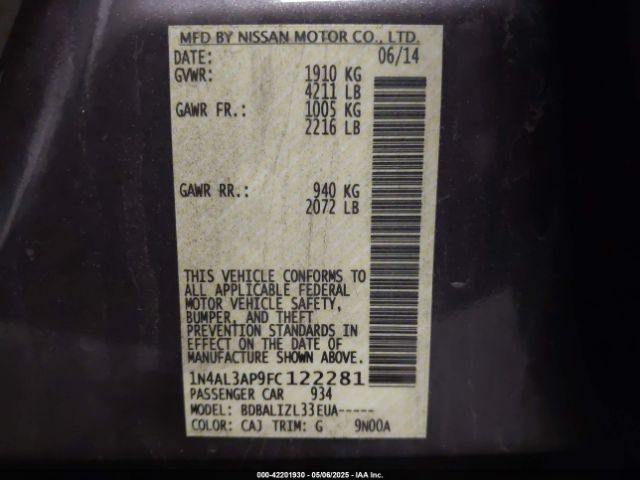 MFD BY NISSAN MOTOR CO., LTD.
DATE: 06/14
GVWR: 1910 KG
4211 LB
GAWR FR.: 1005 KG
2216 LB
GAWR RR.: 940 KG
2072 LB
THIS VEHICLE CONFORMS TO
ALL APPLICABLE FEDERAL
MOTOR VEHICLE SAFETY,
BUMPER, AND THEFT
PREVENTION STANDARDS IN
EFFECT ON THE DATE OF
MANUFACTURE SHOWN ABOVE.
1N4AL3AP9FC122281
PASSENGER CAR 934
MODEL: BDBALIZL33EUA-----
COLOR: CAJ TRIM: G 9N00A
000-42201930 - 05/06/2025 - IAA Inc.